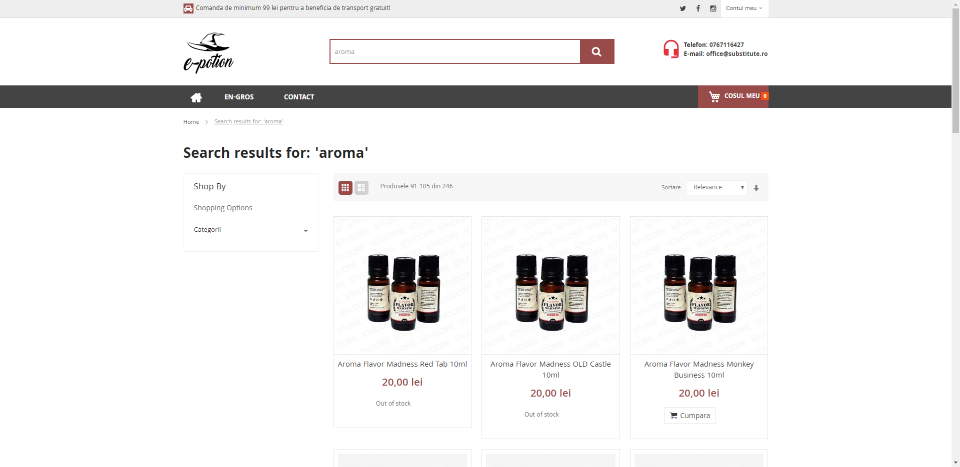 Comanda de minimum 99 lei pentru a beneficia de transport gratuit!
Contul meu
e-potion
aroma
Telefon: 0767116427
E-mail: office@substitute.ro
EN-GROS
CONTACT
COSUL MEU 0
Home > Search results for: 'aroma'
Search results for: 'aroma'
Shop By
Shopping Options
Categorii
Produsele 91-105 din 246
Sortare
Relevance
FLAVOR
FLAVOR
FLAVOR
Aroma Flavor Madness Red Tab 10ml
20,00 lei
Out of stock
Aroma Flavor Madness OLD Castle
10ml
20,00 lei
Out of stock
Aroma Flavor Madness Monkey
Business 10ml
20,00 lei
Cumpara